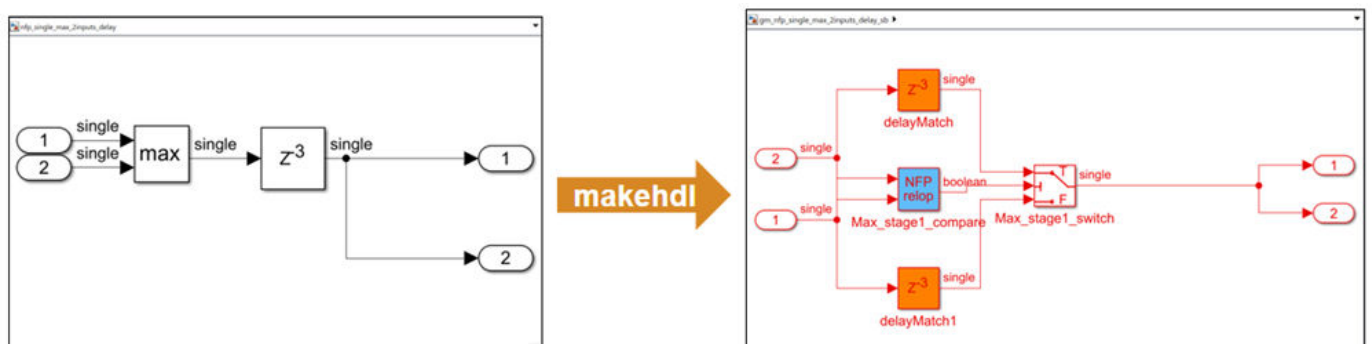 nfp_single_max_2inputs_delay
single
1
single
2
max
single
Z-3
single
1
2
makehdl
gm_nfp_single_max_2inputs_delay_sb
Z-3
single
delayMatch
2
single
NFP
relop
boolean
Max_stage1_compare
T
F
single
Max_stage1_switch
1
single
Z-3
single
delayMatch1
1
2